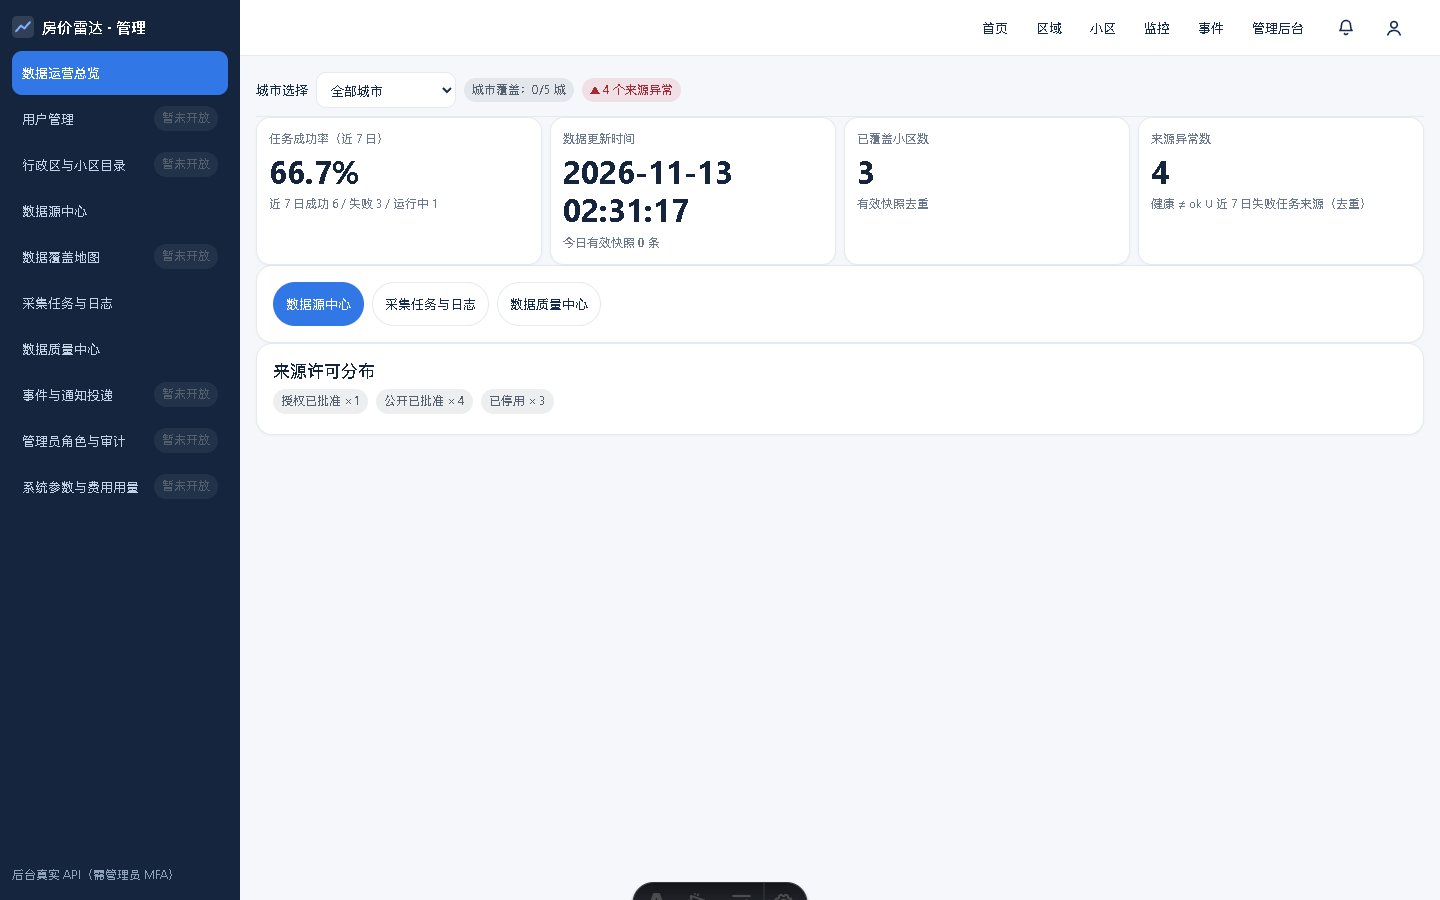 房价雷达 · 管理
数据运营总览
用户管理 暂未开放
行政区与小区目录 暂未开放
数据源中心
数据覆盖地图 暂未开放
采集任务与日志
数据质量中心
事件与通知投递 暂未开放
管理员角色与审计 暂未开放
系统参数与费用用量 暂未开放
后台真实 API（需管理员 MFA）
首页 区域 小区 监控 事件 管理后台
城市选择 全部城市 城市覆盖：0/5 城 ▲4 个来源异常
任务成功率（近 7 日）
66.7%
近 7 日成功 6 / 失败 3 / 运行中 1
数据更新时间
2026-11-13
02:31:17
今日有效快照 0 条
已覆盖小区数
3
有效快照去重
来源异常数
4
健康 ≠ ok ∪ 近 7 日失败任务来源（去重）
数据源中心 采集任务与日志 数据质量中心
来源许可分布
授权已批准 ×1 公开已批准 ×4 已停用 ×3